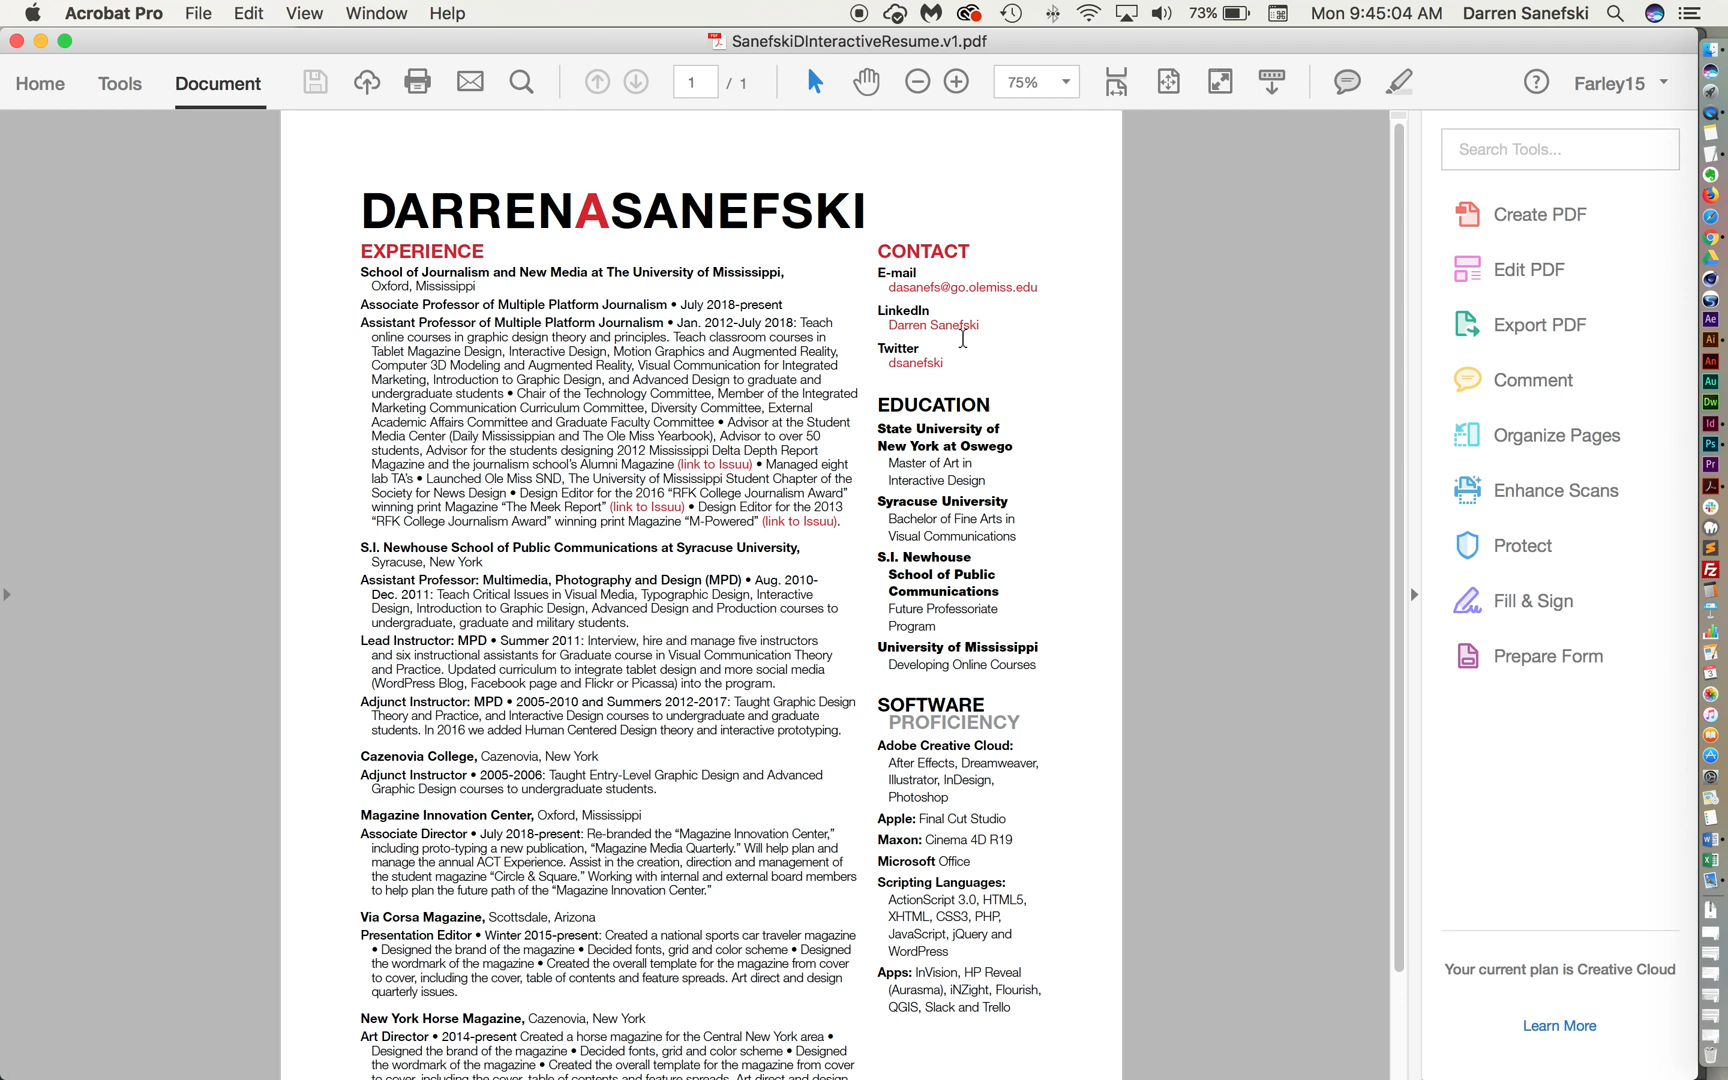 Acrobat Pro File Edit View Window Help 73% Mon 9:45:04 AM Darren Sanefski
SanefskiDInteractiveResume.v1.pdf
Home Tools Document 1 / 1 75% Farley15
Search Tools...
Create PDF
Edit PDF
Export PDF
Comment
Organize Pages
Enhance Scans
Protect
Fill & Sign
Prepare Form
Your current plan is Creative Cloud
Learn More
DARRENASANEFSKI
EXPERIENCE
School of Journalism and New Media at The University of Mississippi,
Oxford, Mississippi
Associate Professor of Multiple Platform Journalism • July 2018-present
Assistant Professor of Multiple Platform Journalism • Jan. 2012-July 2018: Teach
online courses in graphic design theory and principles. Teach classroom courses in
Tablet Magazine Design, Interactive Design, Motion Graphics and Augmented Reality,
Computer 3D Modeling and Augmented Reality, Visual Communication for Integrated
Marketing, Introduction to Graphic Design, and Advanced Design to graduate and
undergraduate students • Chair of the Technology Committee, Member of the Integrated
Marketing Communication Curriculum Committee, Diversity Committee, External
Academic Affairs Committee and Graduate Faculty Committee • Advisor at the Student
Media Center (Daily Mississippian and The Ole Miss Yearbook), Advisor to over 50
students, Advisor for the students designing 2012 Mississippi Delta Depth Report
Magazine and the journalism school's Alumni Magazine (link to Issuu) • Managed eight
lab TA's • Launched Ole Miss SND, The University of Mississippi Student Chapter of the
Society for News Design • Design Editor for the 2016 “RFK College Journalism Award”
winning print Magazine “The Meek Report” (link to Issuu) • Design Editor for the 2013
“RFK College Journalism Award” winning print Magazine “M-Powered” (link to Issuu).
S.I. Newhouse School of Public Communications at Syracuse University,
Syracuse, New York
Assistant Professor: Multimedia, Photography and Design (MPD) • Aug. 2010-
Dec. 2011: Teach Critical Issues in Visual Media, Typographic Design, Interactive
Design, Introduction to Graphic Design, Advanced Design and Production courses to
undergraduate, graduate and military students.
Lead Instructor: MPD • Summer 2011: Interview, hire and manage five instructors
and six instructional assistants for Graduate course in Visual Communication Theory
and Practice. Updated curriculum to integrate tablet design and more social media
(WordPress Blog, Facebook page and Flickr or Picassa) into the program.
Adjunct Instructor: MPD • 2005-2010 and Summers 2012-2017: Taught Graphic Design
Theory and Practice, and Interactive Design courses to undergraduate and graduate
students. In 2016 we added Human Centered Design theory and interactive prototyping.
Cazenovia College, Cazenovia, New York
Adjunct Instructor • 2005-2006: Taught Entry-Level Graphic Design and Advanced
Graphic Design courses to undergraduate students.
Magazine Innovation Center, Oxford, Mississippi
Associate Director • July 2018-present: Re-branded the “Magazine Innovation Center,”
including proto-typing a new publication, “Magazine Media Quarterly.” Will help plan and
manage the annual ACT Experience. Assist in the creation, direction and management of
the student magazine “Circle & Square.” Working with internal and external board members
to help plan the future path of the “Magazine Innovation Center.”
Via Corsa Magazine, Scottsdale, Arizona
Presentation Editor • Winter 2015-present: Created a national sports car traveler magazine
• Designed the brand of the magazine • Decided fonts, grid and color scheme • Designed
the wordmark of the magazine • Created the overall template for the magazine from cover
to cover, including the cover, table of contents and feature spreads. Art direct and design
quarterly issues.
New York Horse Magazine, Cazenovia, New York
Art Director • 2014-present Created a horse magazine for the Central New York area •
Designed the brand of the magazine • Decided fonts, grid and color scheme • Designed
the wordmark of the magazine • Created the overall template for the magazine from cover
to cover, including the cover, table of contents and feature spreads. Art direct and design
CONTACT
E-mail
dasanefs@go.olemiss.edu
LinkedIn
Darren Sanefski
Twitter
dsanefski
EDUCATION
State University of
New York at Oswego
Master of Art in
Interactive Design
Syracuse University
Bachelor of Fine Arts in
Visual Communications
S.I. Newhouse
School of Public
Communications
Future Professoriate
Program
University of Mississippi
Developing Online Courses
SOFTWARE
PROFICIENCY
Adobe Creative Cloud:
After Effects, Dreamweaver,
Illustrator, InDesign,
Photoshop
Apple: Final Cut Studio
Maxon: Cinema 4D R19
Microsoft Office
Scripting Languages:
ActionScript 3.0, HTML5,
XHTML, CSS3, PHP,
JavaScript, jQuery and
WordPress
Apps: InVision, HP Reveal
(Aurasma), iNZight, Flourish,
QGIS, Slack and Trello
Ae
Ai
An
Au
Dw
Id
Ps
Pr
Fz